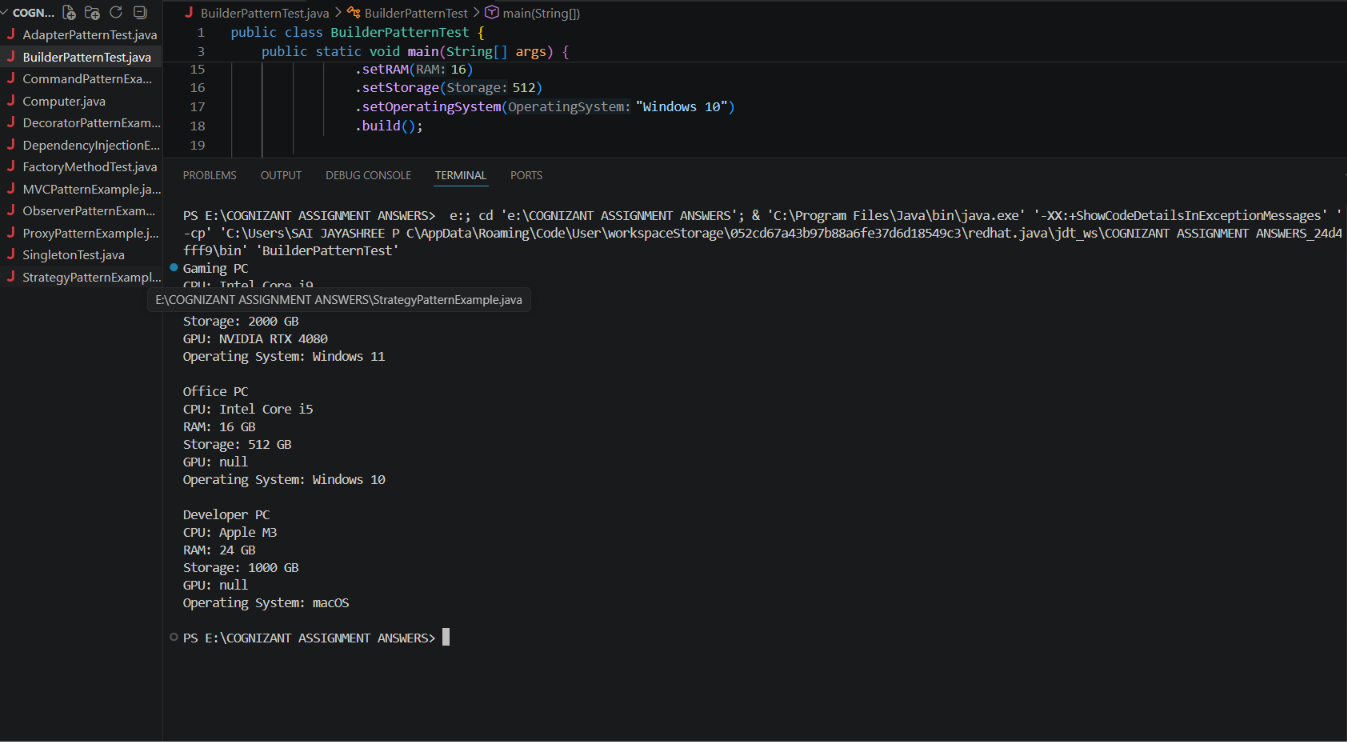 COGN...
AdapterPatternTest.java
BuilderPatternTest.java
CommandPatternExa...
Computer.java
DecoratorPatternExam...
DependencyInjectionE...
FactoryMethodTest.java
MVCPatternExample.ja...
ObserverPatternExam...
ProxyPatternExample.j...
SingletonTest.java
StrategyPatternExampl...
BuilderPatternTest.java > BuilderPatternTest > main(String[])
1 public class BuilderPatternTest {
3 public static void main(String[] args) {
15 .setRAM(RAM: 16)
16 .setStorage(Storage: 512)
17 .setOperatingSystem(OperatingSystem: "Windows 10")
18 .build();
19
PROBLEMS OUTPUT DEBUG CONSOLE TERMINAL PORTS
PS E:\COGNIZANT ASSIGNMENT ANSWERS>  e:; cd 'e:\COGNIZANT ASSIGNMENT ANSWERS'; & 'C:\Program Files\Java\bin\java.exe' '-XX:+ShowCodeDetailsInExceptionMessages' '
-cp' 'C:\Users\SAI JAYASHREE P C\AppData\Roaming\Code\User\workspaceStorage\052cd67a43b97b88a6fe37d6d18549c3\redhat.java\jdt_ws\COGNIZANT ASSIGNMENT ANSWERS_24d4
fff9\bin' 'BuilderPatternTest'
Gaming PC
CPU: Intel Core i9
E:\COGNIZANT ASSIGNMENT ANSWERS\StrategyPatternExample.java
Storage: 2000 GB
GPU: NVIDIA RTX 4080
Operating System: Windows 11
Office PC
CPU: Intel Core i5
RAM: 16 GB
Storage: 512 GB
GPU: null
Operating System: Windows 10
Developer PC
CPU: Apple M3
RAM: 24 GB
Storage: 1000 GB
GPU: null
Operating System: macOS
PS E:\COGNIZANT ASSIGNMENT ANSWERS>